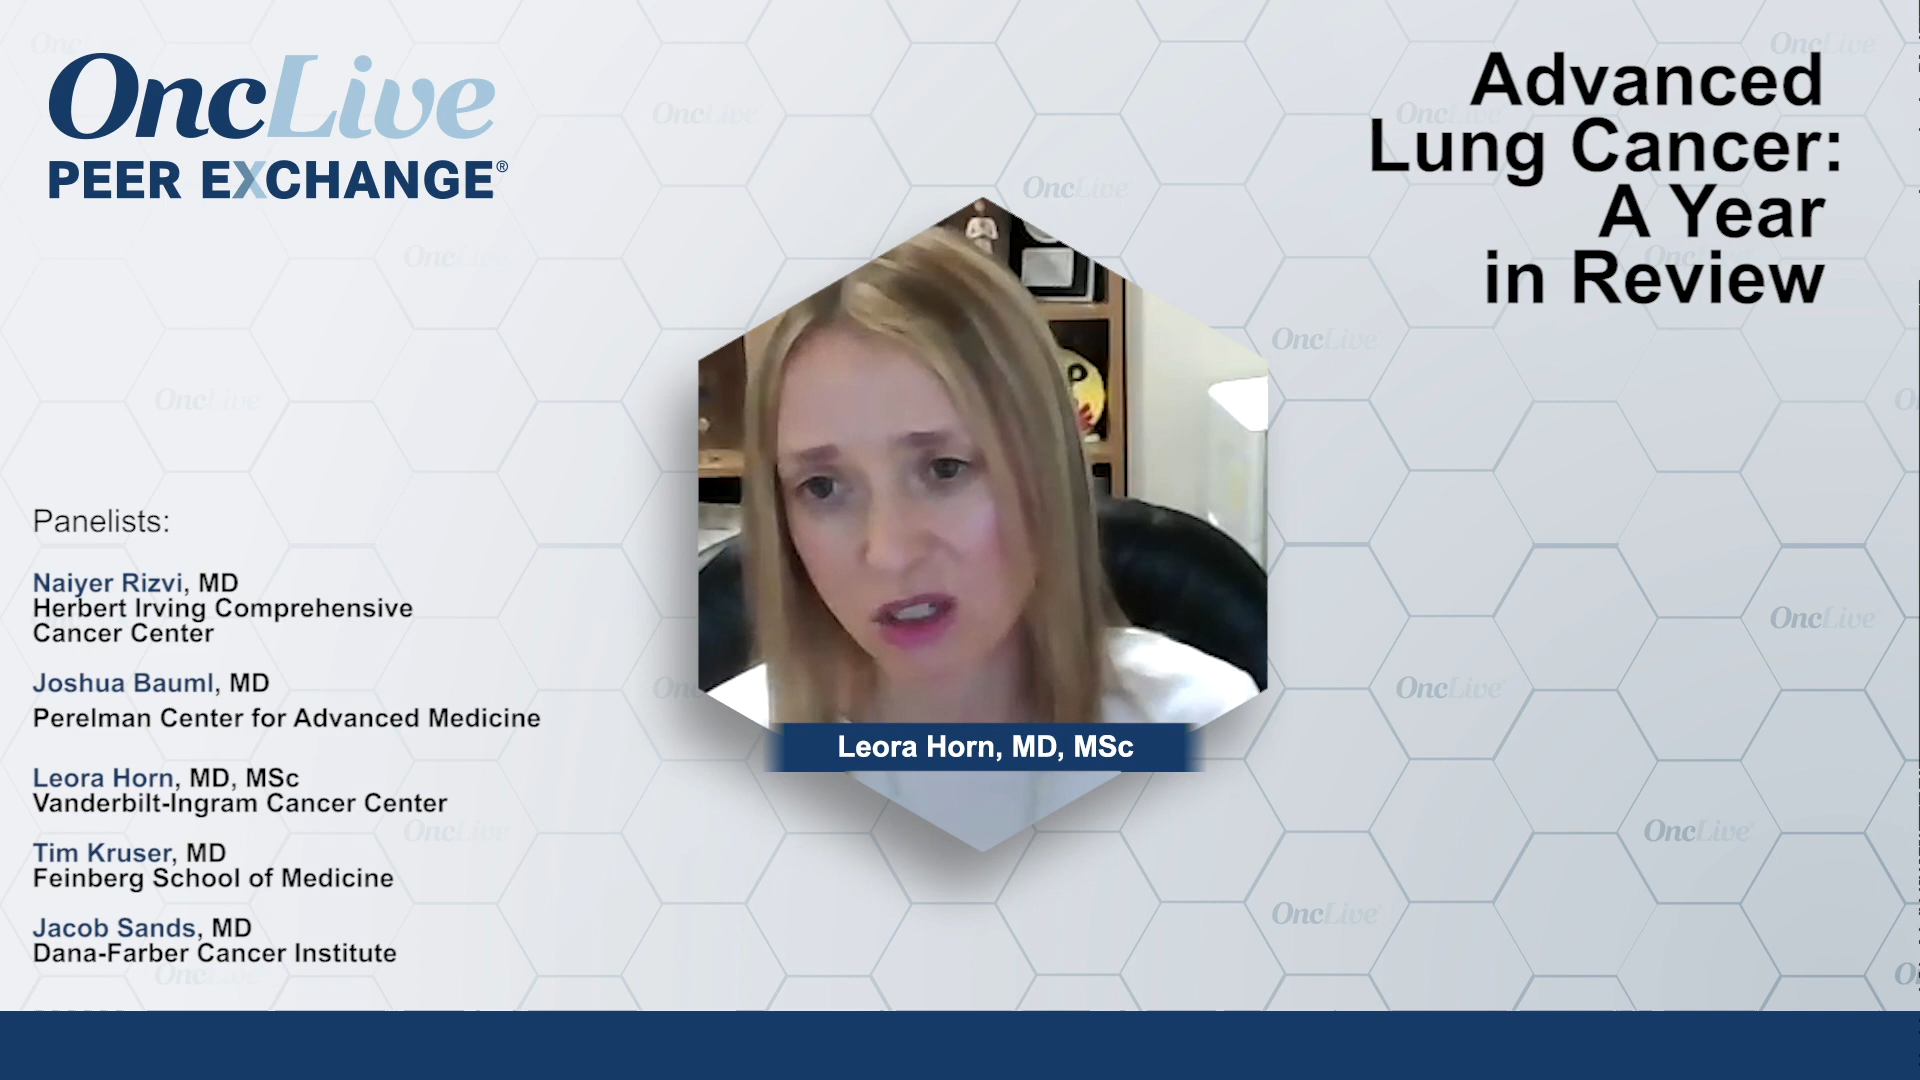 OncLive
PEER EXCHANGE®
Advanced
Lung Cancer:
A Year
in Review
Panelists:
Naiyer Rizvi, MD
Herbert Irving Comprehensive
Cancer Center
Joshua Bauml, MD
Perelman Center for Advanced Medicine
Leora Horn, MD, MSc
Vanderbilt-Ingram Cancer Center
Tim Kruser, MD
Feinberg School of Medicine
Jacob Sands, MD
Dana-Farber Cancer Institute
Leora Horn, MD, MSc